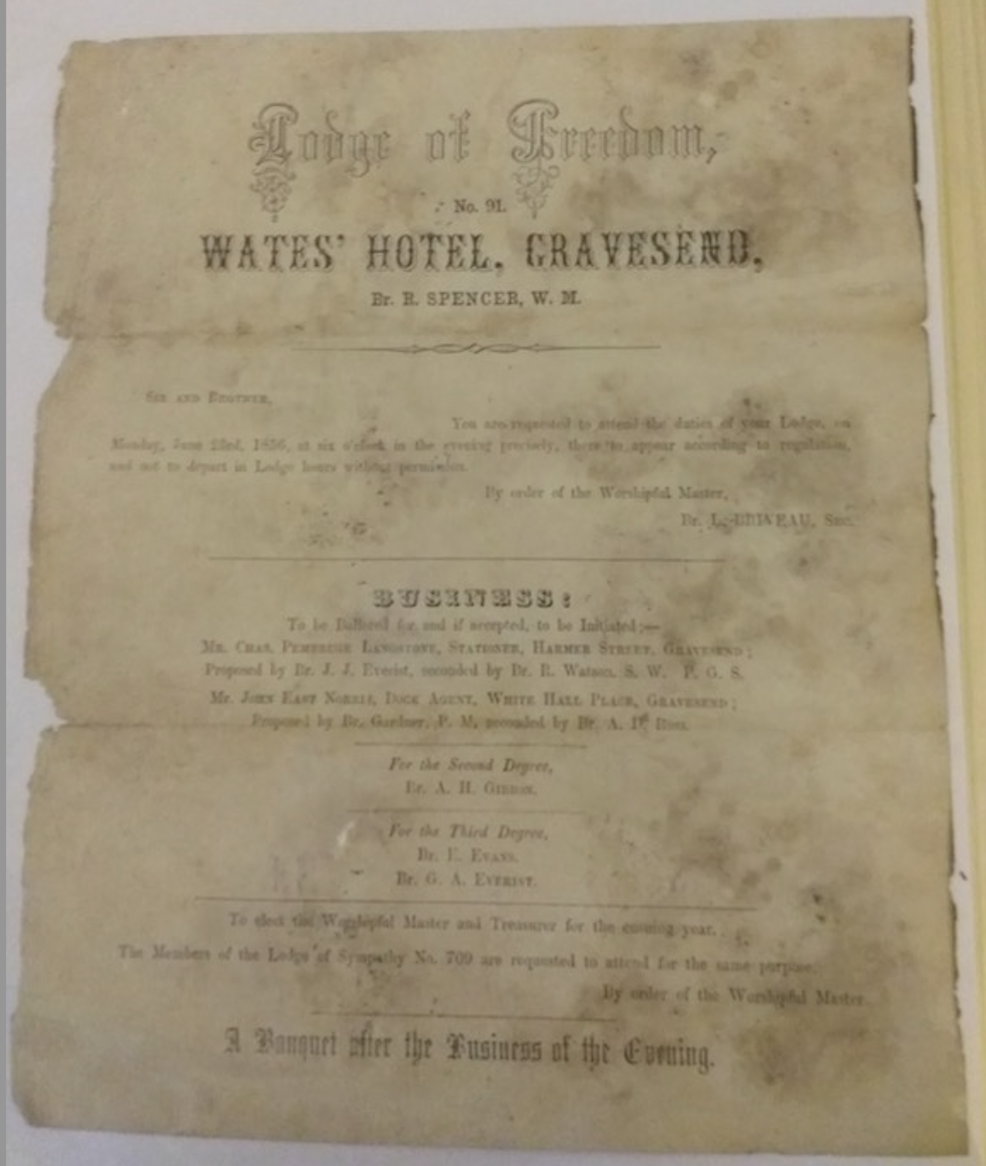 Lodge of Freedom,
No. 91.
WATES' HOTEL, GRAVESEND,
Br. R. SPENCER, W. M.
SIR AND BROTHER,
You are requested to attend the duties of your Lodge, on
Monday, June 23rd, 1856, at six o'clock in the evening precisely, there to appear according to regulation,
and not to depart in Lodge hours without permission.
By order of the Worshipful Master,
Br. L. Sec.
BUSINESS:
To be Balloted for and if accepted, to be Initiated;—
MR. CHAS. PEMBROKE LANGSTONE, STATIONER, HARMER STREET, GRAVESEND;
Proposed by Br. J. J. Everist, seconded by Br. R. Watson, S. W. P. G. S.
MR. JOHN EAST DOCK AGENT, WHITE HALL PLACE, GRAVESEND;
Proposed by Br. Gardner, P. M, seconded by Br. A.
For the Second Degree,
Br. A. H.
For the Third Degree,
Br. E. EVANS.
Br. G. A. EVERIST.
To elect the Worshipful Master and Treasurer for the ensuing year.
The Members of the Lodge of Sympathy No. 709 are requested to attend for the same purpose.
By order of the Worshipful Master.
A Banquet after the Business of the Evening.